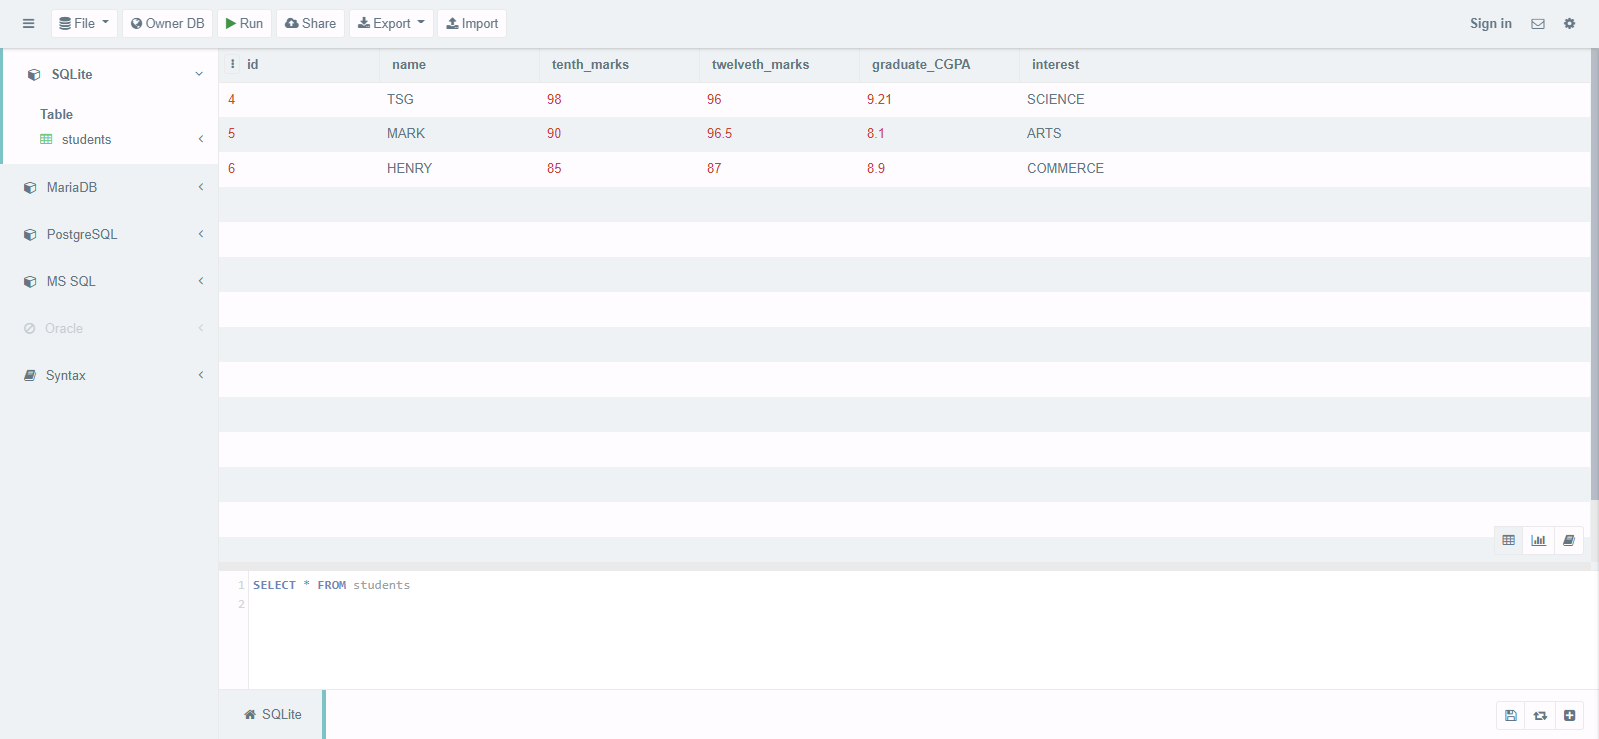 File Owner DB Run Share Export Import Sign in
SQLite
Table
students
MariaDB
PostgreSQL
MS SQL
Oracle
Syntax
id name tenth_marks twelveth_marks graduate_CGPA interest
4 TSG 98 96 9.21 SCIENCE
5 MARK 90 96.5 8.1 ARTS
6 HENRY 85 87 8.9 COMMERCE
1 SELECT * FROM students
2
SQLite